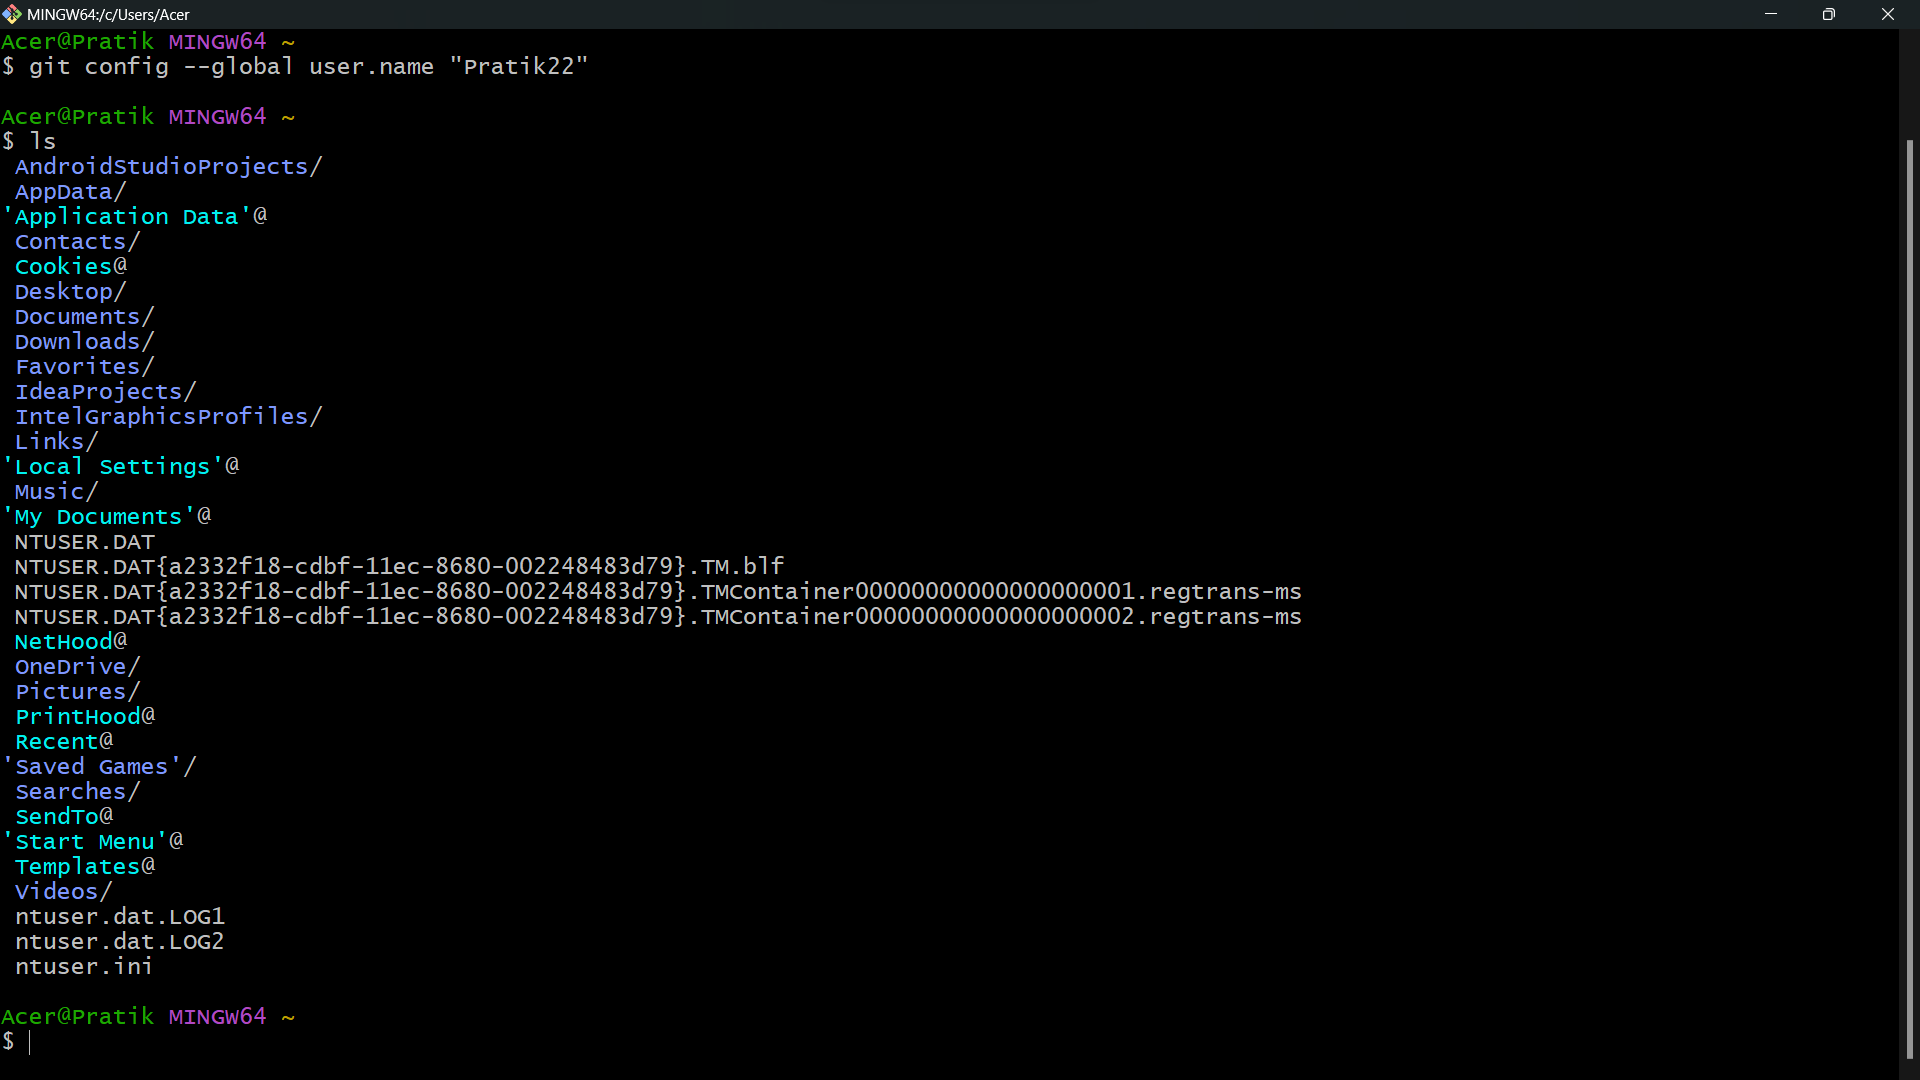 MINGW64:/c/Users/Acer
Acer@Pratik MINGW64 ~
$ git config --global user.name "Pratik22"
Acer@Pratik MINGW64 ~
$ ls
AndroidStudioProjects/
AppData/
'Application Data'@
Contacts/
Cookies@
Desktop/
Documents/
Downloads/
Favorites/
IdeaProjects/
IntelGraphicsProfiles/
Links/
'Local Settings'@
Music/
'My Documents'@
NTUSER.DAT
NTUSER.DAT{a2332f18-cdbf-11ec-8680-002248483d79}.TM.blf
NTUSER.DAT{a2332f18-cdbf-11ec-8680-002248483d79}.TMContainer00000000000000000001.regtrans-ms
NTUSER.DAT{a2332f18-cdbf-11ec-8680-002248483d79}.TMContainer00000000000000000002.regtrans-ms
NetHood@
OneDrive/
Pictures/
PrintHood@
Recent@
'Saved Games'/
Searches/
SendTo@
'Start Menu'@
Templates@
Videos/
ntuser.dat.LOG1
ntuser.dat.LOG2
ntuser.ini
Acer@Pratik MINGW64 ~
$